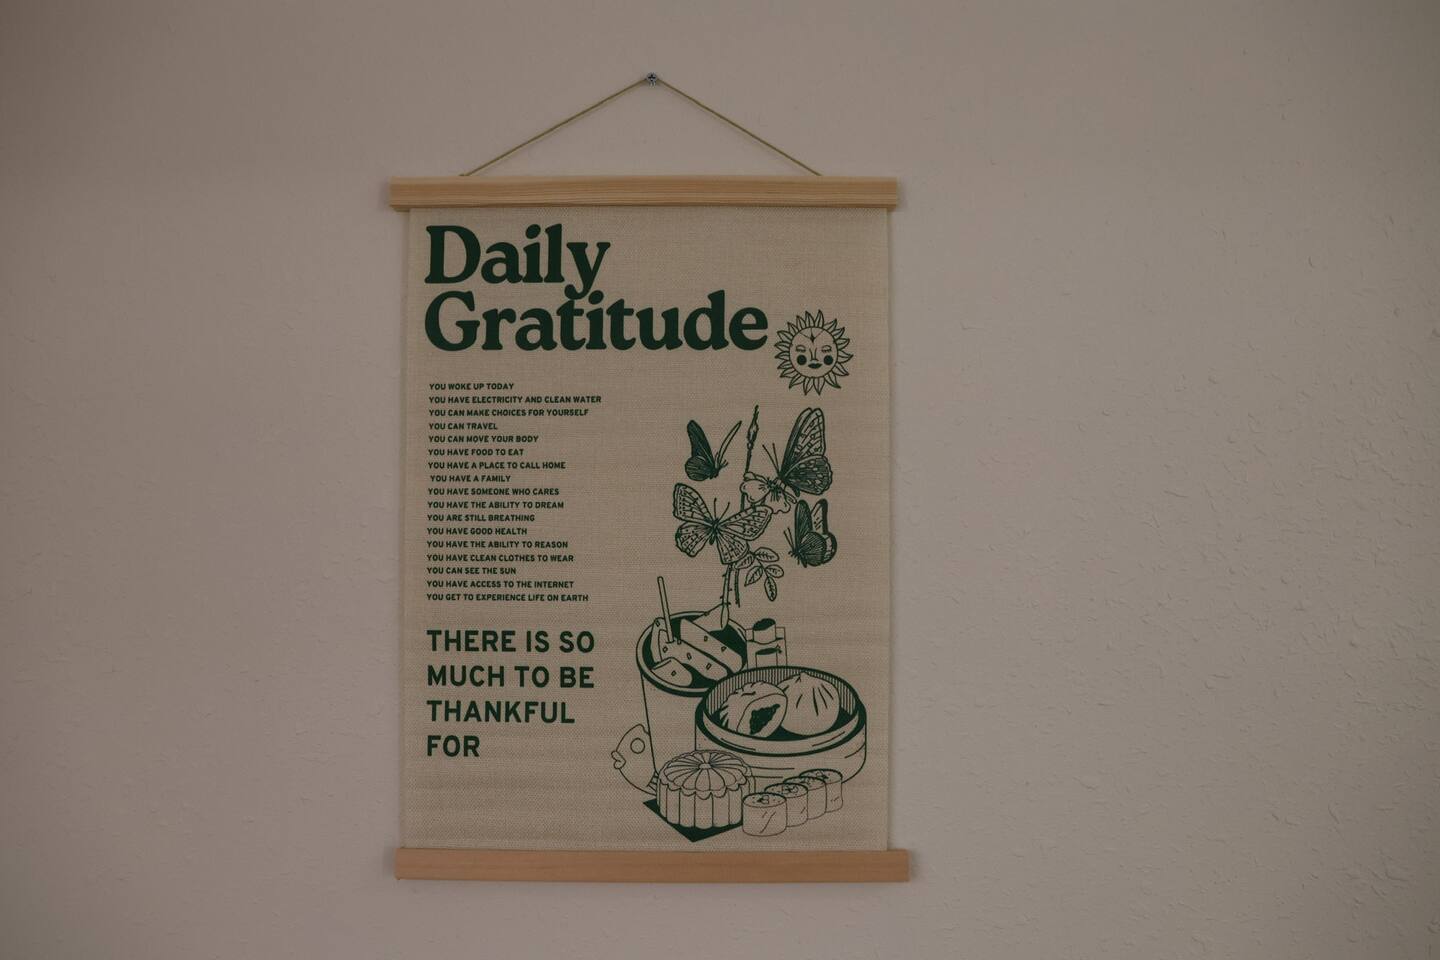 Daily
Gratitude
YOU WOKE UP TODAY
YOU HAVE ELECTRICITY AND CLEAN WATER
YOU CAN MAKE CHOICES FOR YOURSELF
YOU CAN TRAVEL
YOU CAN MOVE YOUR BODY
YOU HAVE FOOD TO EAT
YOU HAVE A PLACE TO CALL HOME
YOU HAVE A FAMILY
YOU HAVE SOMEONE WHO CARES
YOU HAVE THE ABILITY TO DREAM
YOU ARE STILL BREATHING
YOU HAVE GOOD HEALTH
YOU HAVE THE ABILITY TO REASON
YOU HAVE CLEAN CLOTHES TO WEAR
YOU CAN SEE THE SUN
YOU HAVE ACCESS TO THE INTERNET
YOU GET TO EXPERIENCE LIFE ON EARTH
THERE IS SO
MUCH TO BE
THANKFUL
FOR